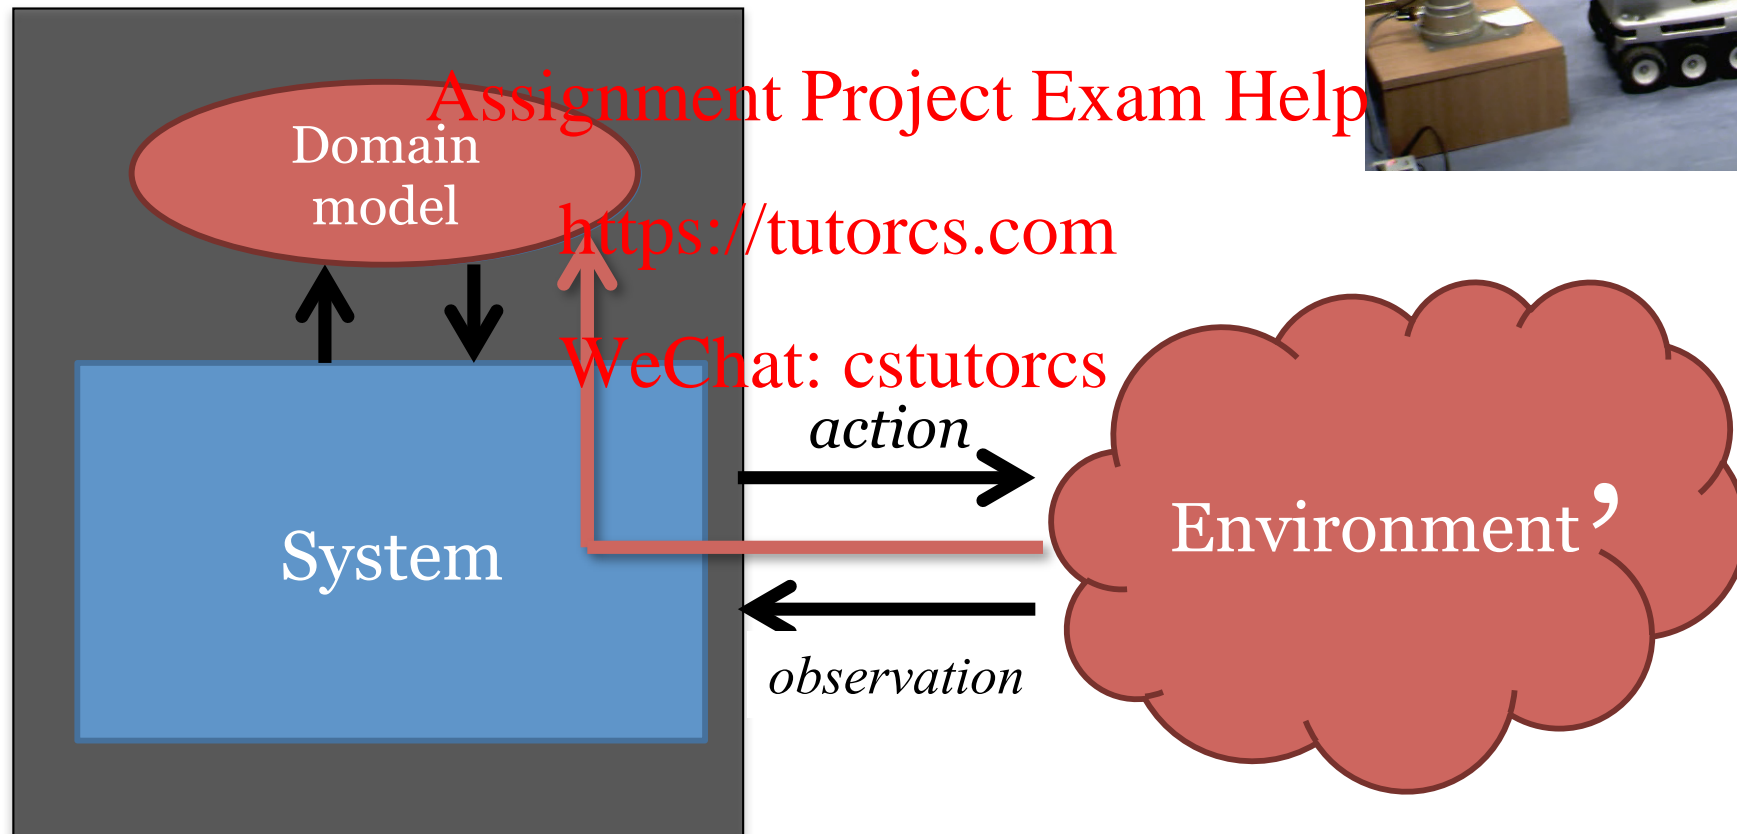 Assignment Project Exam Help
Domain
model
https://tutorcs.com
WeChat: cstutorcs
action
System
Environment’
observation